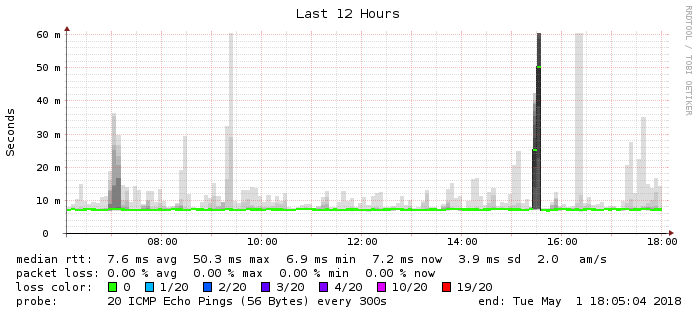 Last 12 Hours
RRDTOOL / TOBI OETIKER
Seconds
60 m
50 m
40 m
30 m
20 m
10 m
0
08:00 10:00 12:00 14:00 16:00 18:00
median rtt: 7.6 ms avg 50.3 ms max 6.9 ms min 7.2 ms now 3.9 ms sd 2.0 am/s
packet loss: 0.00 % avg 0.00 % max 0.00 % min 0.00 % now
loss color: 0 1/20 2/20 3/20 4/20 10/20 19/20
probe: 20 ICMP Echo Pings (56 Bytes) every 300s end: Tue May 1 18:05:04 2018